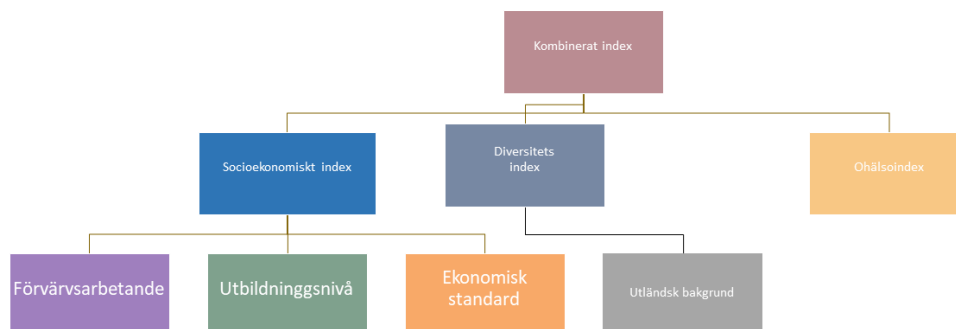 Kombinerat index
Socioekonomiskt index
Diversitets
index
Ohälsoindex
Förvärvsarbetande
Utbildninggsnivå
Ekonomisk
standard
Utländsk bakgrund